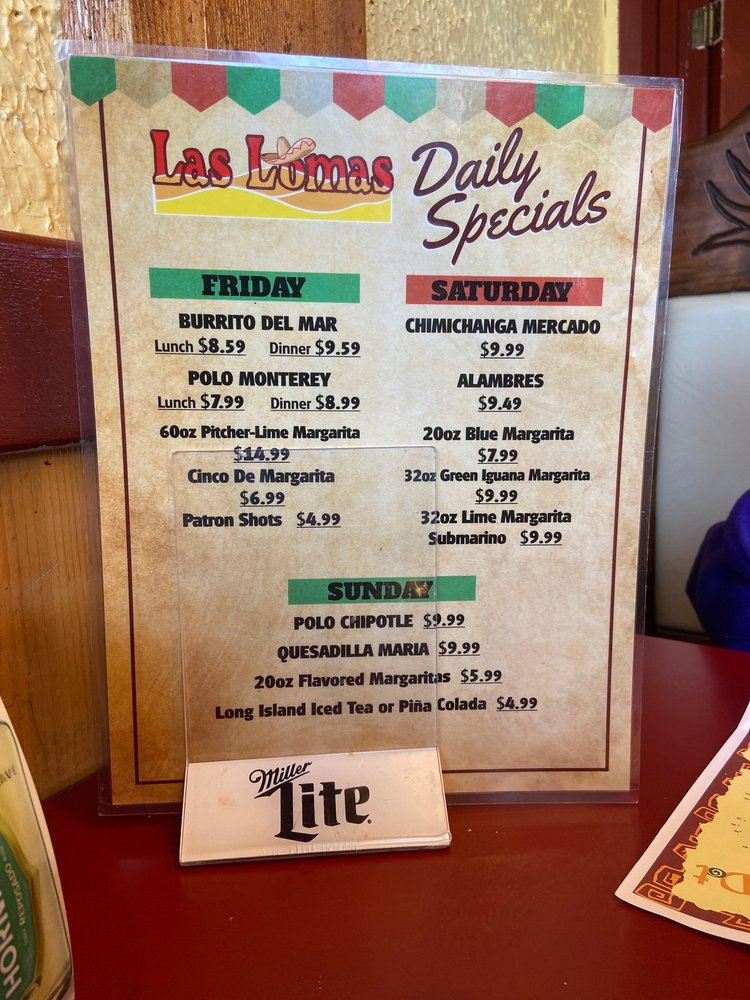 Las Lomas
Daily
Specials
FRIDAY
BURRITO DEL MAR
Lunch $8.59 Dinner $9.59
POLO MONTEREY
Lunch $7.99 Dinner $8.99
60oz Pitcher-Lime Margarita
$14.99
Cinco De Margarita
$6.99
Patron Shots $4.99
SATURDAY
CHIMICHANGA MERCADO
$9.99
ALAMBRES
$9.49
20oz Blue Margarita
$7.99
32oz Green Iguana Margarita
$9.99
32oz Lime Margarita
Submarino $9.99
SUNDAY
POLO CHIPOTLE $9.99
QUESADILLA MARIA $9.99
20oz Flavored Margaritas $5.99
Long Island Iced Tea or Piña Colada $4.99
Miller
Lite
REPOSADO